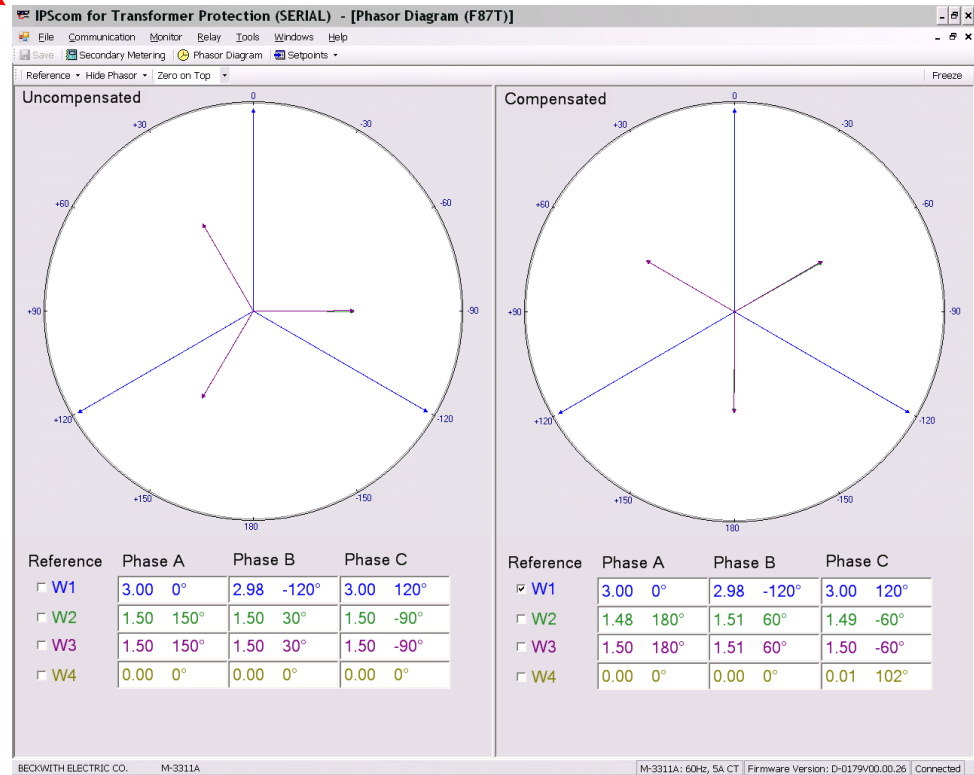 IPScom for Transformer Protection (SERIAL) - [Phasor Diagram (F87T)]
File Communication Monitor Relay Tools Windows Help
Save Secondary Metering Phasor Diagram Setpoints
Reference Hide Phasor Zero on Top Freeze
Uncompensated
0
+30 -30
+60 -60
+90 -90
+120 -120
+150 -150
180
Reference Phase A Phase B Phase C
W1 3.00 0° 2.98 -120° 3.00 120°
W2 1.50 150° 1.50 30° 1.50 -90°
W3 1.50 150° 1.50 30° 1.50 -90°
W4 0.00 0° 0.00 0° 0.00 0°
Compensated
0
+30 -30
+60 -60
+90 -90
+120 -120
+150 -150
180
Reference Phase A Phase B Phase C
W1 3.00 0° 2.98 -120° 3.00 120°
W2 1.48 180° 1.51 60° 1.49 -60°
W3 1.50 180° 1.51 60° 1.50 -60°
W4 0.00 0° 0.00 0° 0.01 102°
BECKWITH ELECTRIC CO. M-3311A M-3311A: 60Hz, 5A CT Firmware Version: D-0179V00.00.26 Connected